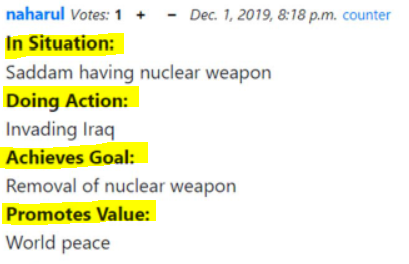 naharul Votes: 1 + - Dec. 1, 2019, 8:18 p.m. counter
In Situation:
Saddam having nuclear weapon
Doing Action:
Invading Iraq
Achieves Goal:
Removal of nuclear weapon
Promotes Value:
World peace